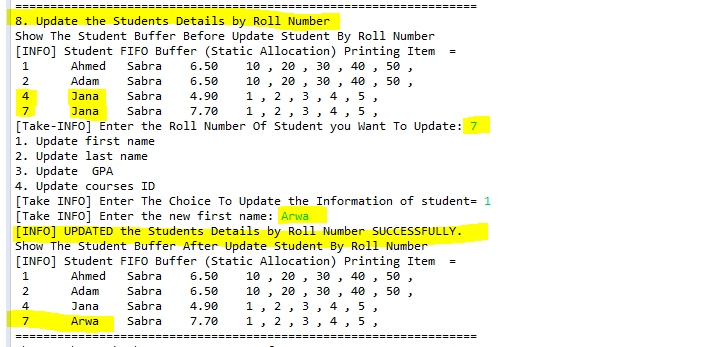 ===================================================================
8. Update the Students Details by Roll Number
Show The Student Buffer Before Update Student By Roll Number
[INFO] Student FIFO Buffer (Static Allocation) Printing Item  =
1 Ahmed Sabra 6.50 10 , 20 , 30 , 40 , 50 ,
2 Adam Sabra 6.50 10 , 20 , 30 , 40 , 50 ,
4 Jana Sabra 4.90 1 , 2 , 3 , 4 , 5 ,
7 Jana Sabra 7.70 1 , 2 , 3 , 4 , 5 ,
[Take-INFO] Enter the Roll Number Of Student you Want To Update: 7
1. Update first name
2. Update last name
3. Update  GPA
4. Update courses ID
[Take INFO] Enter The Choice To Update the Information of student= 1
[Take INFO] Enter the new first name: Arwa
[INFO] UPDATED the Students Details by Roll Number SUCCESSFULLY.
Show The Student Buffer After Update Student By Roll Number
[INFO] Student FIFO Buffer (Static Allocation) Printing Item  =
1 Ahmed Sabra 6.50 10 , 20 , 30 , 40 , 50 ,
2 Adam Sabra 6.50 10 , 20 , 30 , 40 , 50 ,
4 Jana Sabra 4.90 1 , 2 , 3 , 4 , 5 ,
7 Arwa Sabra 7.70 1 , 2 , 3 , 4 , 5 ,
===================================================================